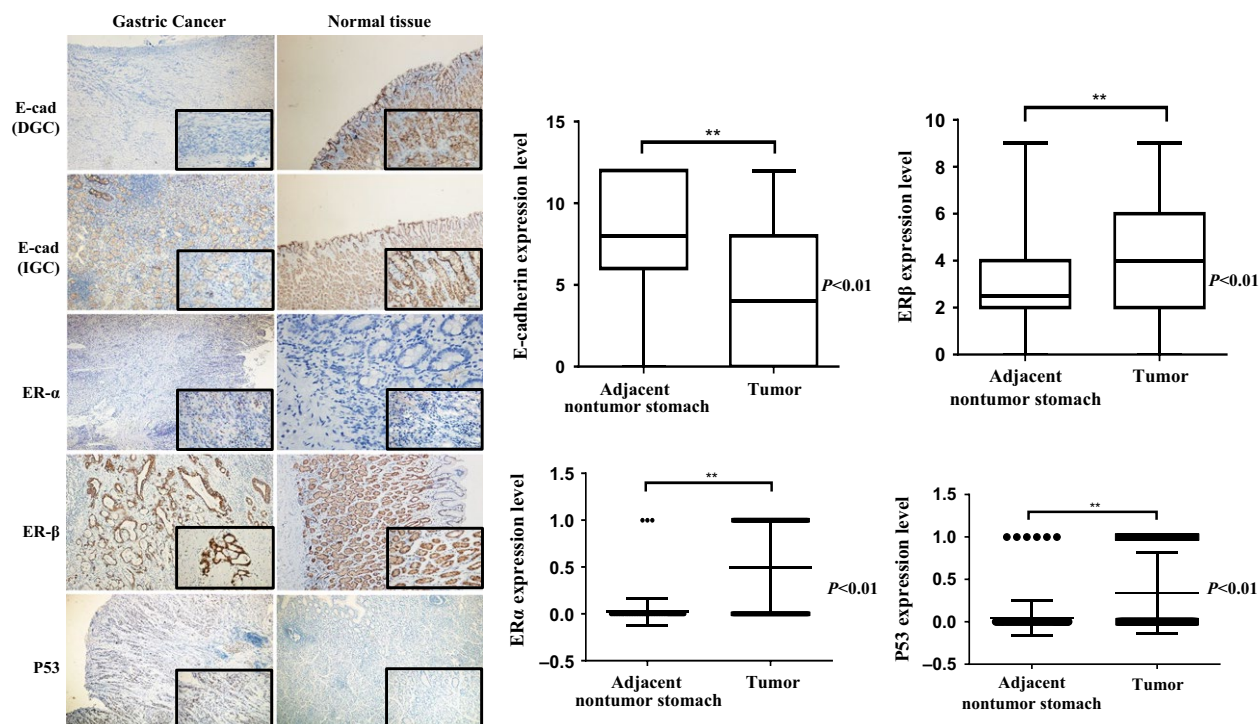 Gastric Cancer
Normal tissue
E-cad
(DGC)
E-cad
(IGC)
ER-α
ER-β
P53
E-cadherin expression level
15
10
5
0
**
P<0.01
Adjacent
nontumor stomach
Tumor
ERβ expression level
10
8
6
4
2
0
**
P<0.01
Adjacent
nontumor stomach
Tumor
ERα expression level
1.5
1.0
0.5
0.0
–0.5
**
P<0.01
Adjacent
nontumor stomach
Tumor
P53 expression level
1.5
1.0
0.5
0.0
–0.5
**
P<0.01
Adjacent
nontumor stomach
Tumor